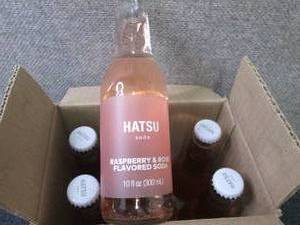 HATSU
soda
RASPBERRY & ROSE
FLAVORED SODA
10 fl oz (300 mL)